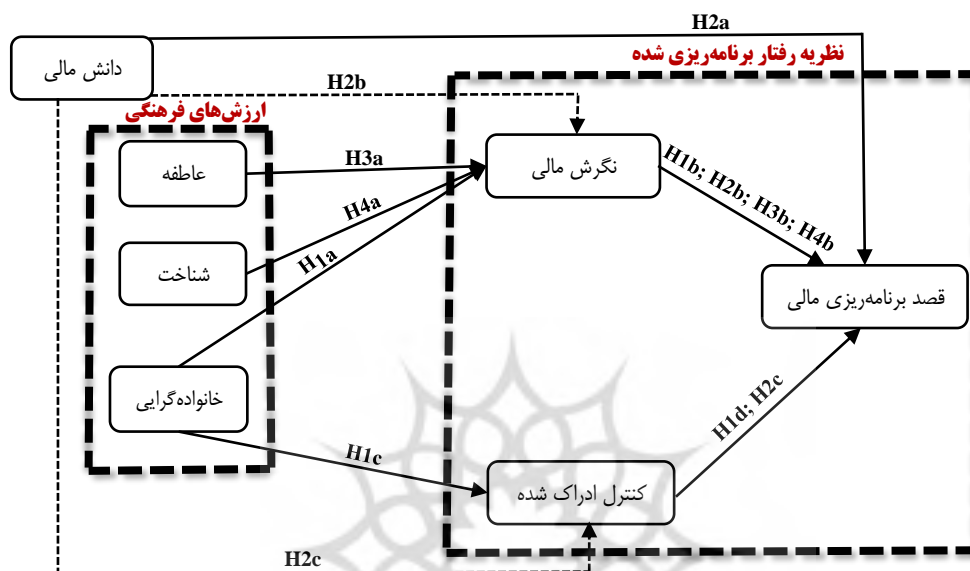 H2a
نظریه رفتار برنامه‌ریزی شده
دانش مالی
H2b
ارزش‌های فرهنگی
عاطفه
H3a
نگرش مالی
H1b; H2b; H3b; H4b
H4a
شناخت
H1a
قصد برنامه‌ریزی مالی
خانواده‌گرایی
H1d; H2c
H1c
کنترل ادراک شده
H2c